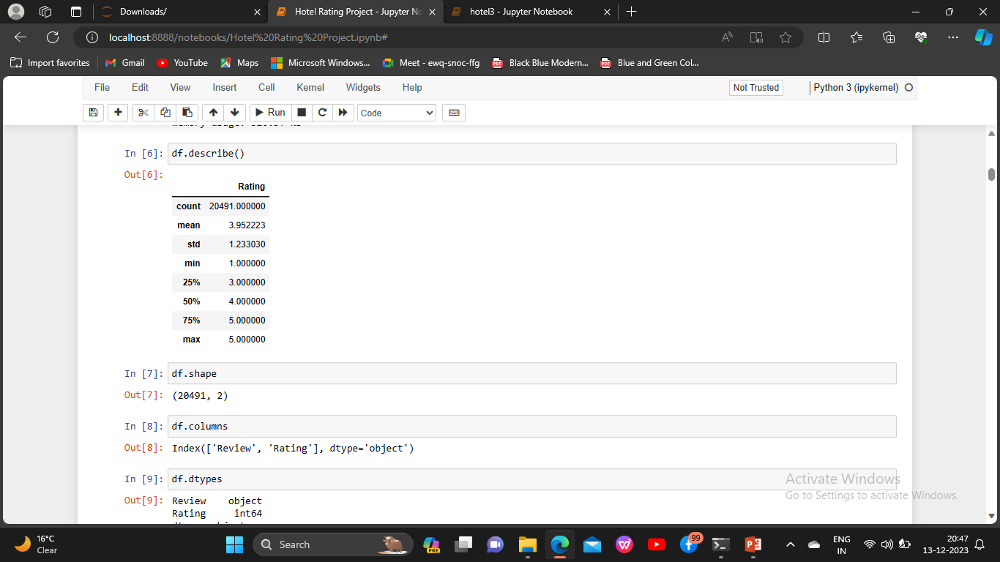 Downloads/
Hotel Rating Project - Jupyter No
hotel3 - Jupyter Notebook
localhost:8888/notebooks/Hotel%20Rating%20Project.ipynb#
Import favorites
Gmail
YouTube
Maps
Microsoft Windows...
Meet - ewq-snoc-ffg
PDF
Black Blue Modern...
PDF
Blue and Green Col...
File Edit View Insert Cell Kernel Widgets Help
Not Trusted
Python 3 (ipykernel)
Run
Code
In [6]: df.describe()
Out[6]:
Rating
count 20491.000000
mean 3.952223
std 1.233030
min 1.000000
25% 3.000000
50% 4.000000
75% 5.000000
max 5.000000
In [7]: df.shape
Out[7]: (20491, 2)
In [8]: df.columns
Out[8]: Index(['Review', 'Rating'], dtype='object')
In [9]: df.dtypes
Out[9]: Review object
Rating int64
Activate Windows
Go to Settings to activate Windows.
16°C
Clear
Search
PRE
99
ENG
IN
20:47
13-12-2023